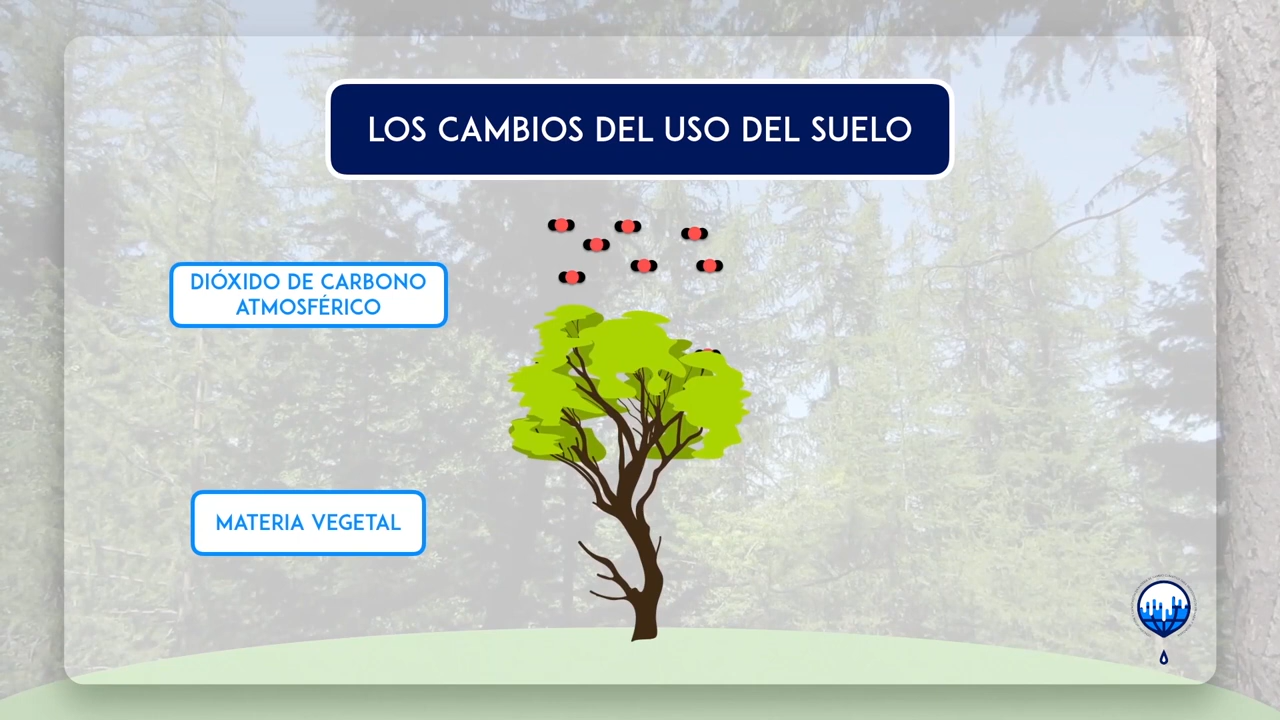 LOS CAMBIOS DEL USO DEL SUELO
DIÓXIDO DE CARBONO
ATMOSFÉRICO
MATERIA VEGETAL